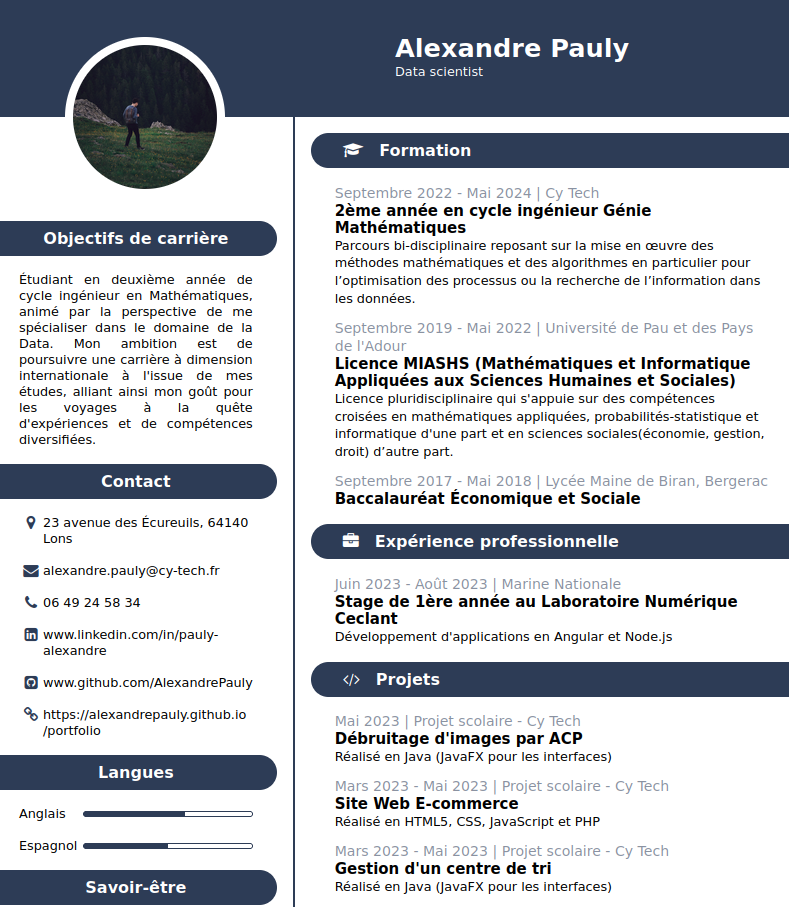 Alexandre Pauly
Data scientist
Objectifs de carrière
Étudiant en deuxième année de
cycle ingénieur en Mathématiques,
animé par la perspective de me
spécialiser dans le domaine de la
Data. Mon ambition est de
poursuivre une carrière à dimension
internationale à l'issue de mes
études, alliant ainsi mon goût pour
les voyages à la quête
d'expériences et de compétences
diversifiées.
Contact
23 avenue des Écureuils, 64140
Lons
alexandre.pauly@cy-tech.fr
06 49 24 58 34
www.linkedin.com/in/pauly-
alexandre
www.github.com/AlexandrePauly
https://alexandrepauly.github.io
/portfolio
Langues
Anglais
Espagnol
Savoir-être
Formation
Septembre 2022 - Mai 2024 | Cy Tech
2ème année en cycle ingénieur Génie
Mathématiques
Parcours bi-disciplinaire reposant sur la mise en œuvre des
méthodes mathématiques et des algorithmes en particulier pour
l’optimisation des processus ou la recherche de l’information dans
les données.
Septembre 2019 - Mai 2022 | Université de Pau et des Pays
de l'Adour
Licence MIASHS (Mathématiques et Informatique
Appliquées aux Sciences Humaines et Sociales)
Licence pluridisciplinaire qui s'appuie sur des compétences
croisées en mathématiques appliquées, probabilités-statistique et
informatique d'une part et en sciences sociales(économie, gestion,
droit) d’autre part.
Septembre 2017 - Mai 2018 | Lycée Maine de Biran, Bergerac
Baccalauréat Économique et Sociale
Expérience professionnelle
Juin 2023 - Août 2023 | Marine Nationale
Stage de 1ère année au Laboratoire Numérique
Ceclant
Développement d'applications en Angular et Node.js
Projets
Mai 2023 | Projet scolaire - Cy Tech
Débruitage d'images par ACP
Réalisé en Java (JavaFX pour les interfaces)
Mars 2023 - Mai 2023 | Projet scolaire - Cy Tech
Site Web E-commerce
Réalisé en HTML5, CSS, JavaScript et PHP
Mars 2023 - Mai 2023 | Projet scolaire - Cy Tech
Gestion d'un centre de tri
Réalisé en Java (JavaFX pour les interfaces)